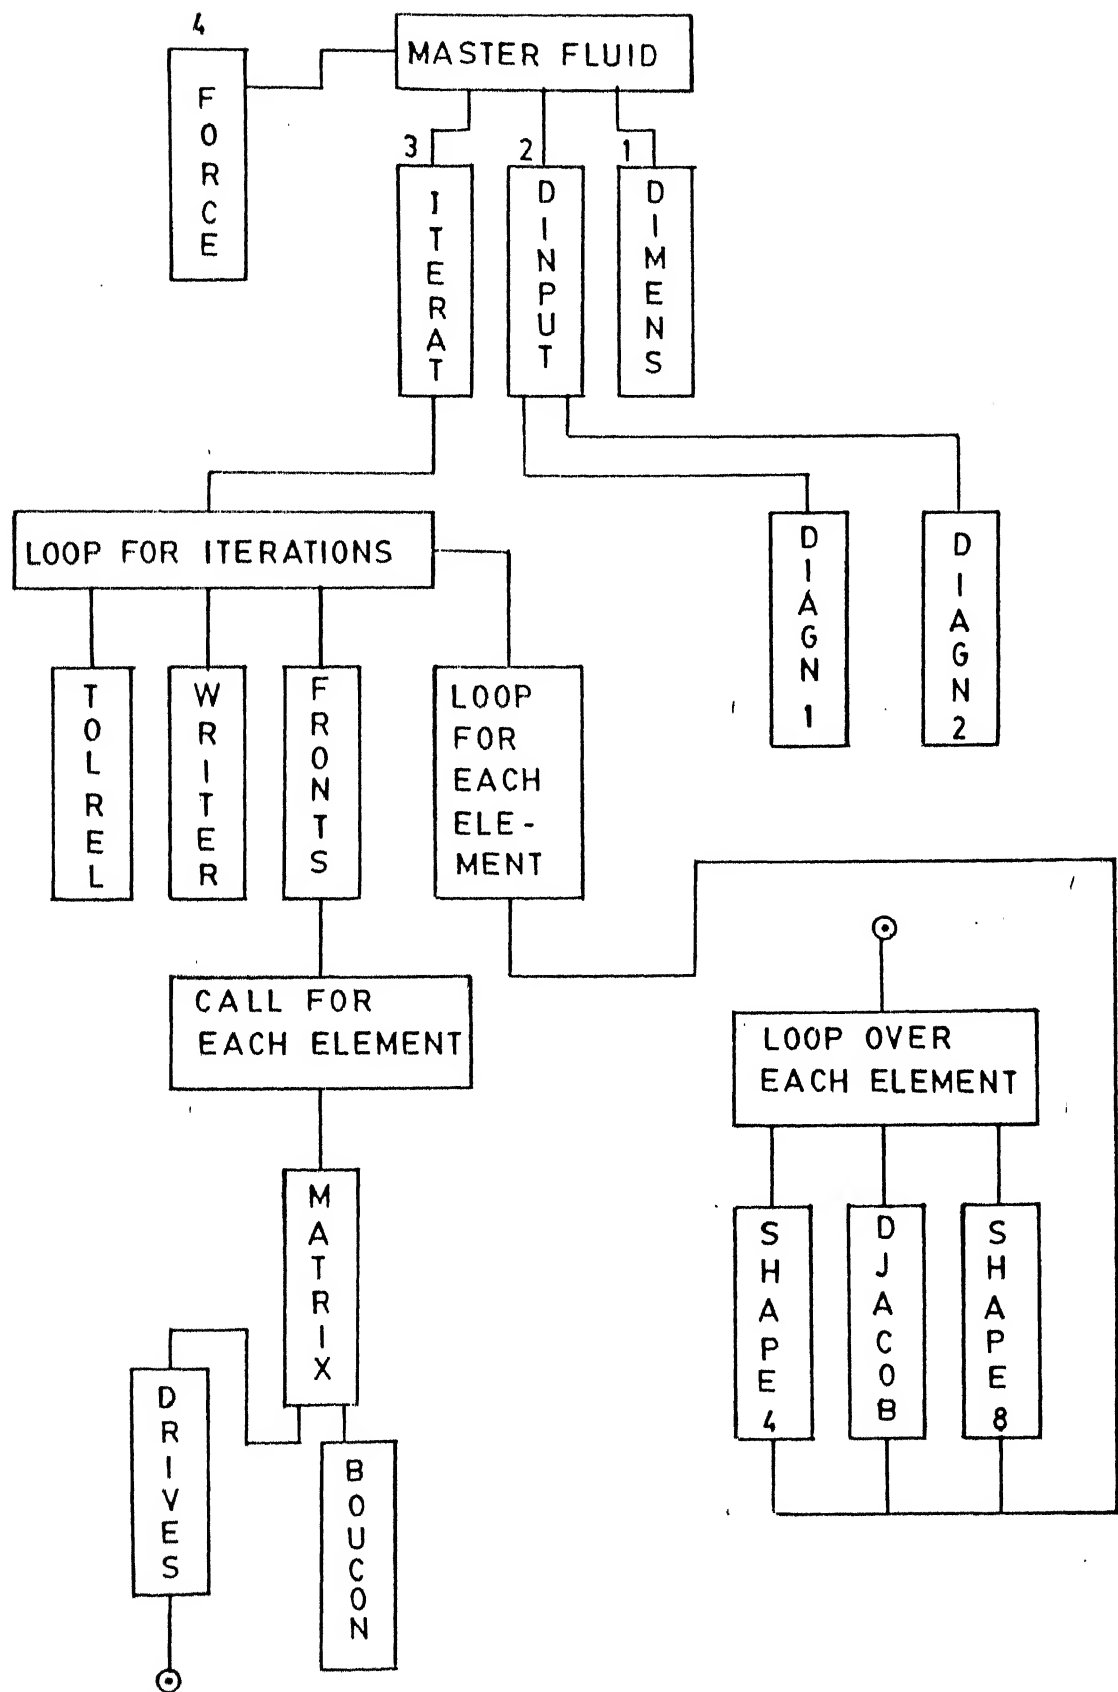 4
MASTER FLUID
FORCE
3
2
1
ITERAT
DINPUT
DIMENS
LOOP FOR ITERATIONS
DIAGN 1
DIAGN 2
TOLREL
WRITER
FRONTS
LOOP
FOR
EACH
ELE-
MENT
CALL FOR
EACH ELEMENT
LOOP OVER
EACH ELEMENT
MATRIX
SHAPE 4
DJACOB
SHAPE 8
DRIVES
BOUCON